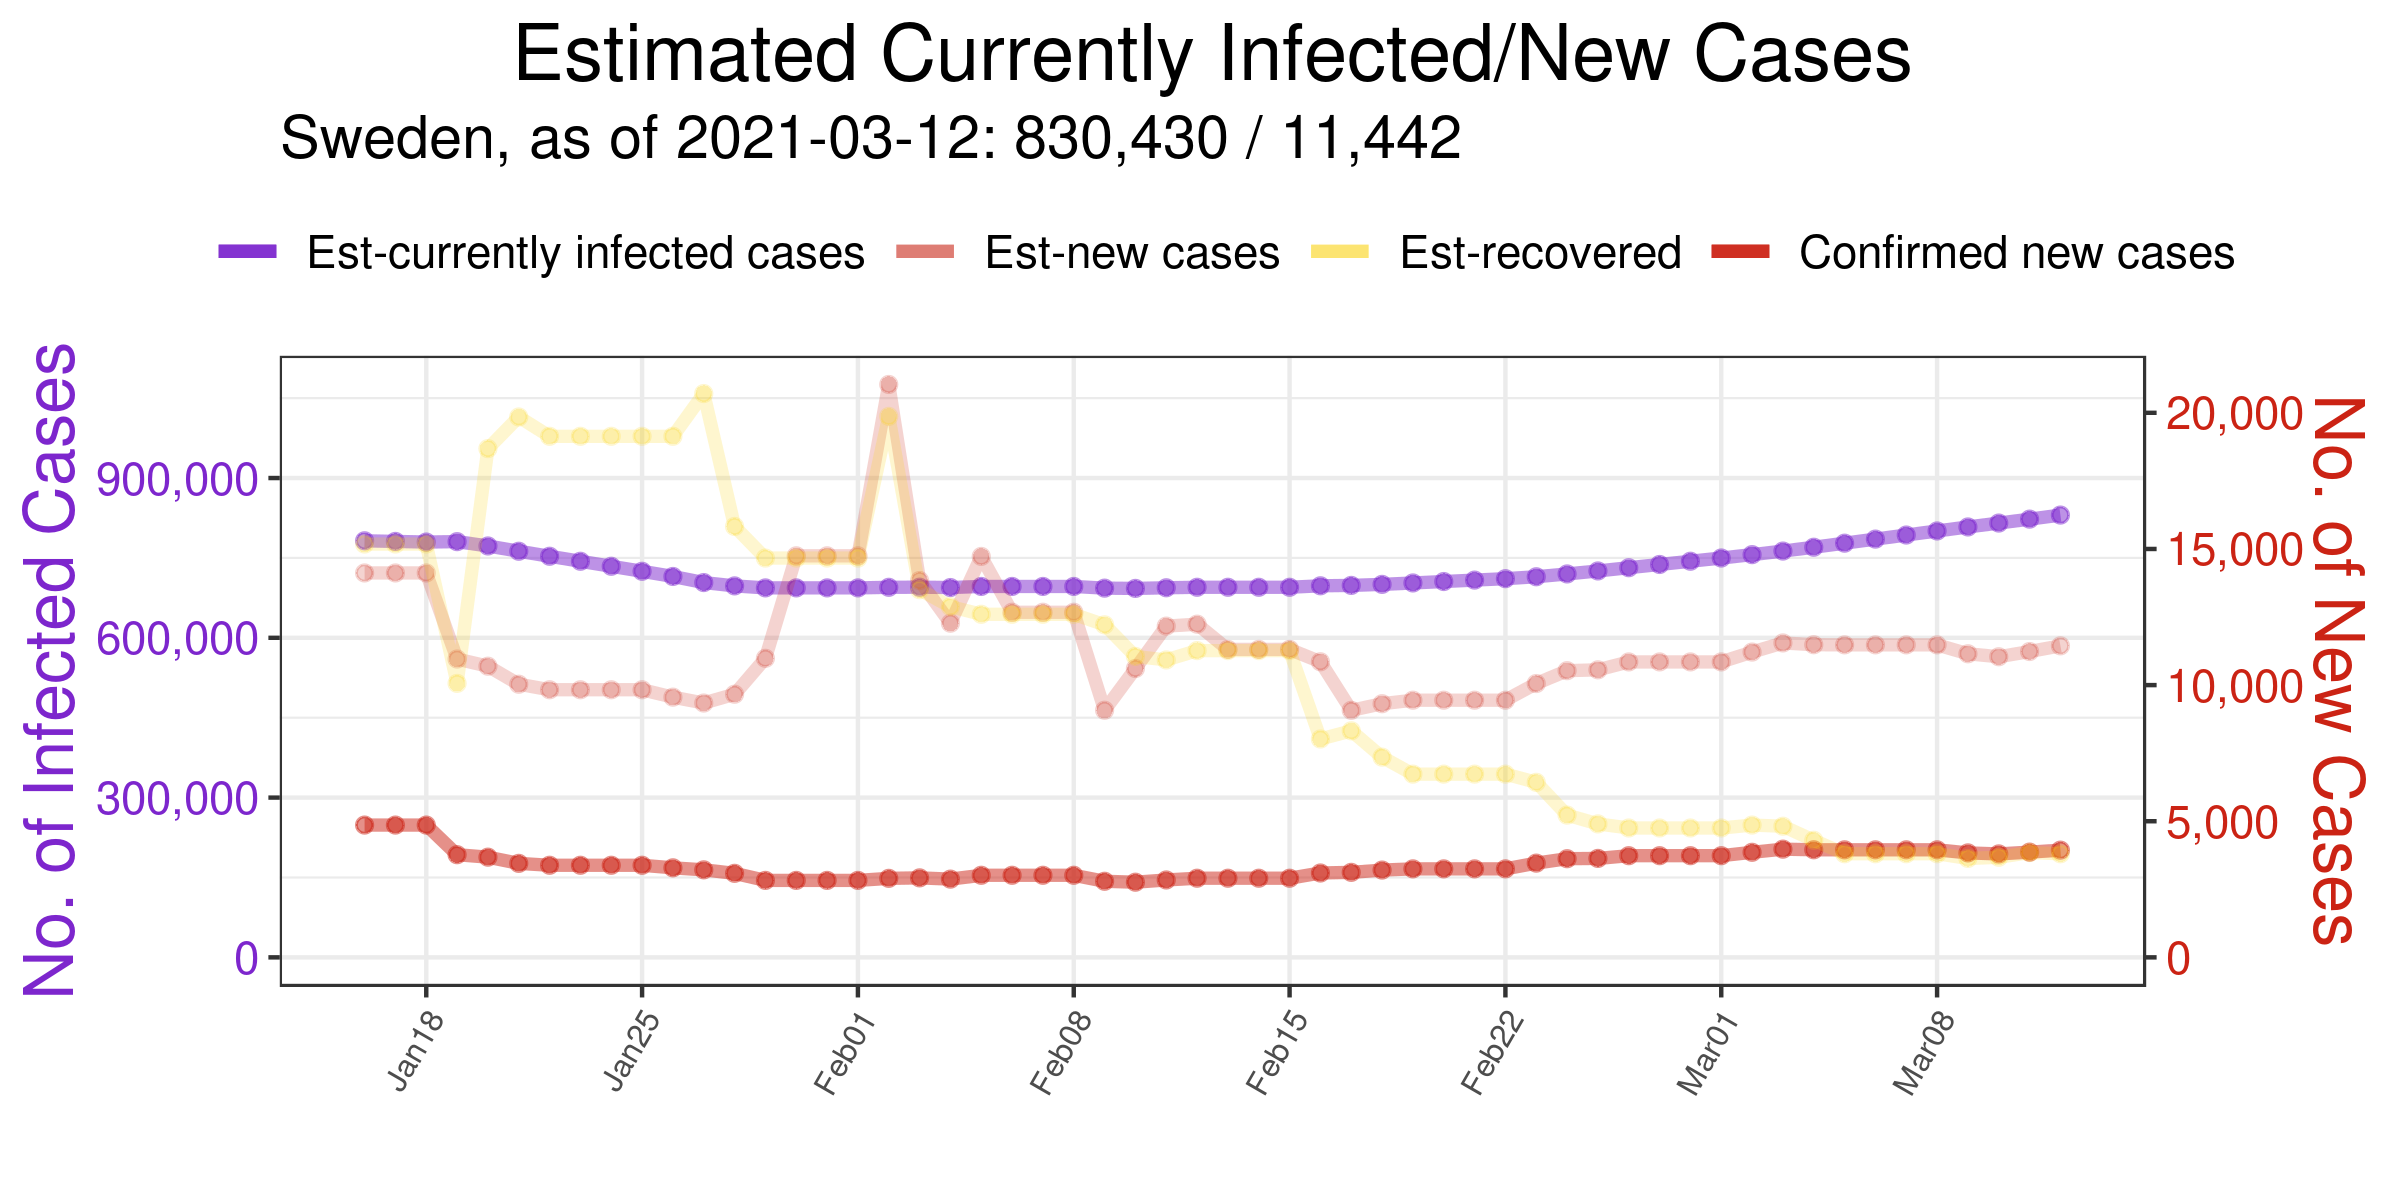 Estimated Currently Infected/New Cases
Sweden, as of 2021-03-12: 830,430 / 11,442
Est-currently infected cases Est-new cases Est-recovered Confirmed new cases
No. of Infected Cases
900,000
600,000
300,000
0
20,000
15,000
10,000
5,000
0
No. of New Cases
Jan18 Jan25 Feb01 Feb08 Feb15 Feb22 Mar01 Mar08